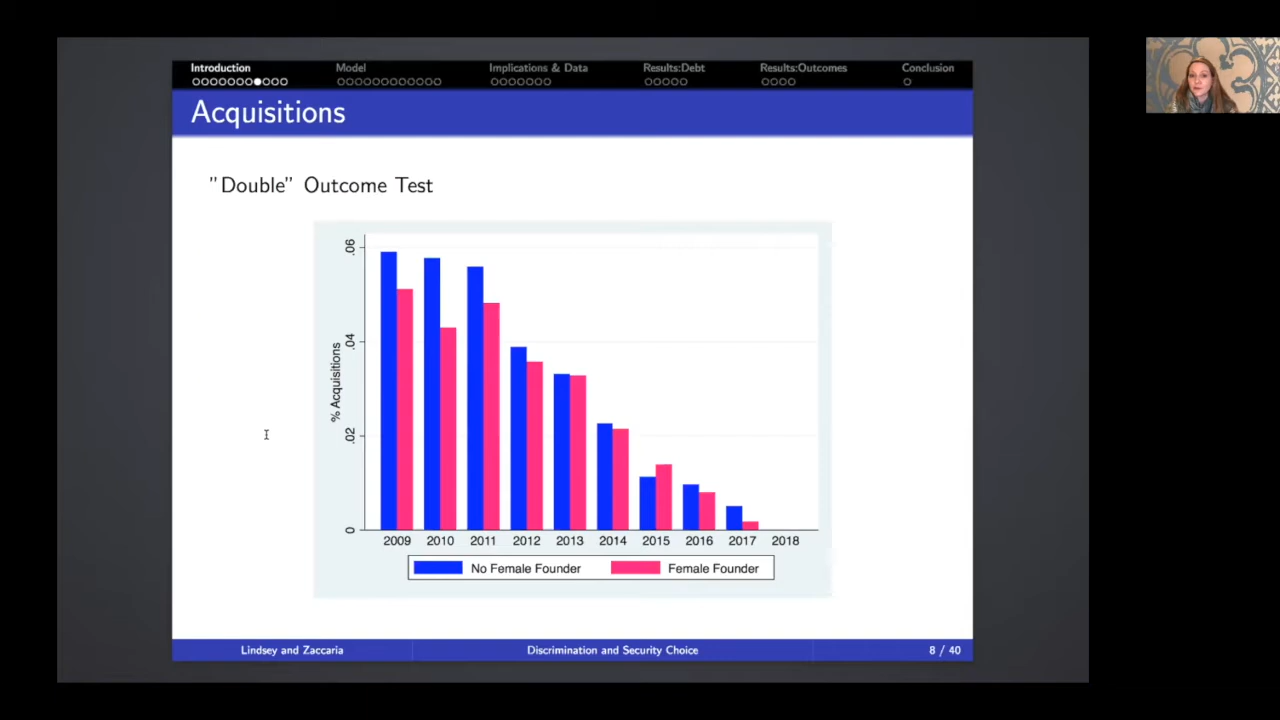 Introduction Model Implications & Data Results:Debt Results:Outcomes Conclusion
Acquisitions
"Double" Outcome Test
% Acquisitions
.06
.04
.02
0
2009 2010 2011 2012 2013 2014 2015 2016 2017 2018
No Female Founder Female Founder
Lindsey and Zaccaria Discrimination and Security Choice 8 / 40